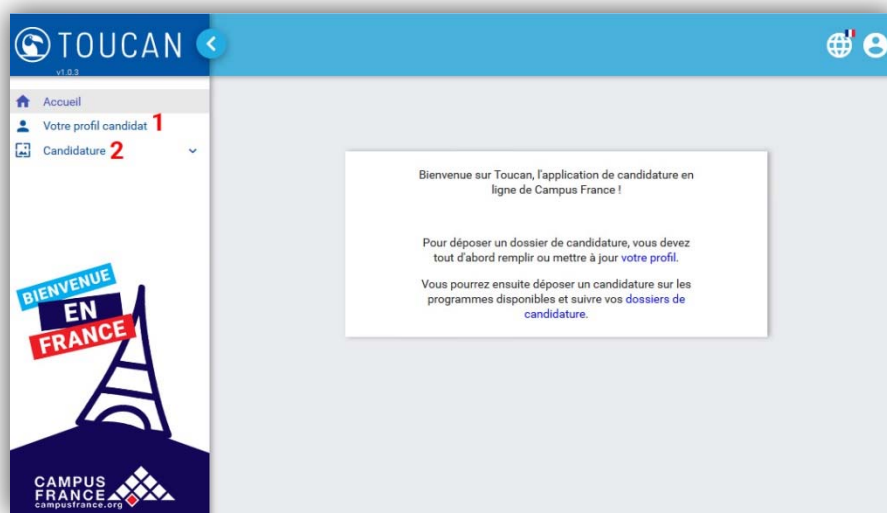 TOUCAN
v1.0.3
Accueil
Votre profil candidat 1
Candidature 2
Bienvenue sur Toucan, l'application de candidature en
ligne de Campus France !
Pour déposer un dossier de candidature, vous devez
tout d'abord remplir ou mettre à jour votre profil.
Vous pourrez ensuite déposer un candidature sur les
programmes disponibles et suivre vos dossiers de
candidature.
BIENVENUE
EN
FRANCE
CAMPUS
FRANCE
campusfrance.org